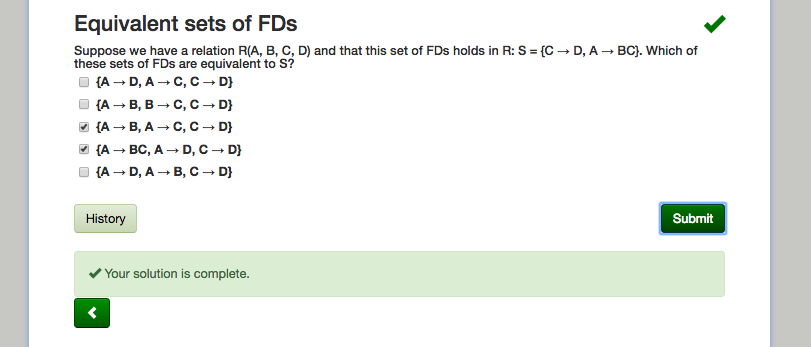 Equivalent sets of FDs
Suppose we have a relation R(A, B, C, D) and that this set of FDs holds in R: S = {C → D, A → BC}. Which of
these sets of FDs are equivalent to S?
{A → D, A → C, C → D}
{A → B, B → C, C → D}
{A → B, A → C, C → D}
{A → BC, A → D, C → D}
{A → D, A → B, C → D}
History
Submit
Your solution is complete.